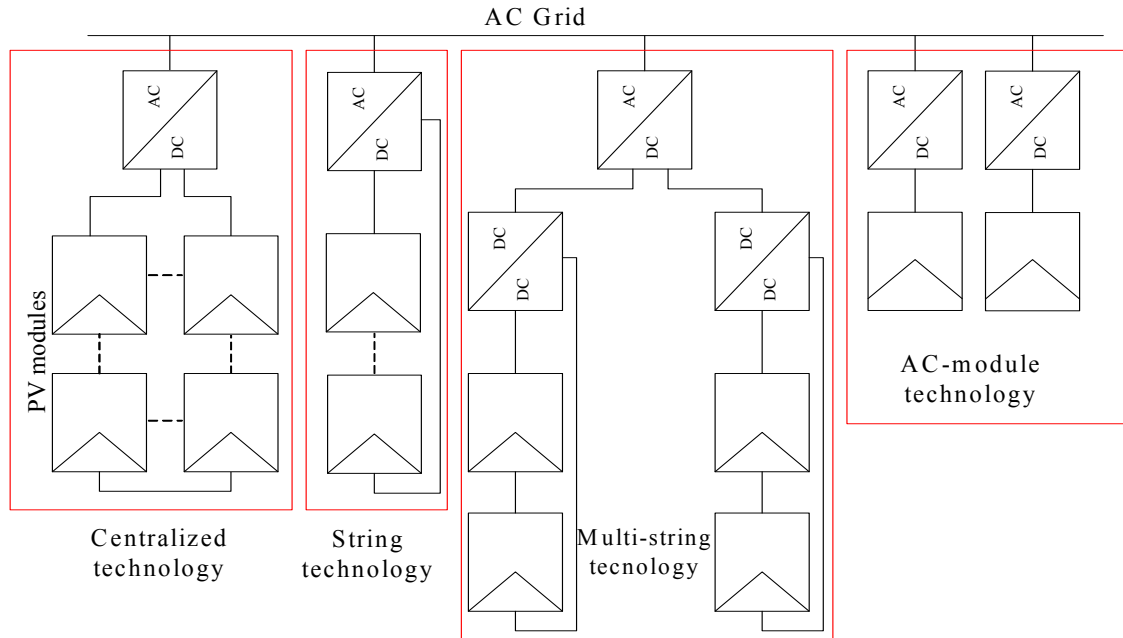 AC Grid
AC
DC
AC
DC
AC
DC
AC
DC
AC
DC
DC
DC
DC
DC
PV modules
AC-module
technology
Centralized
technology
String
technology
Multi-string
tecnology